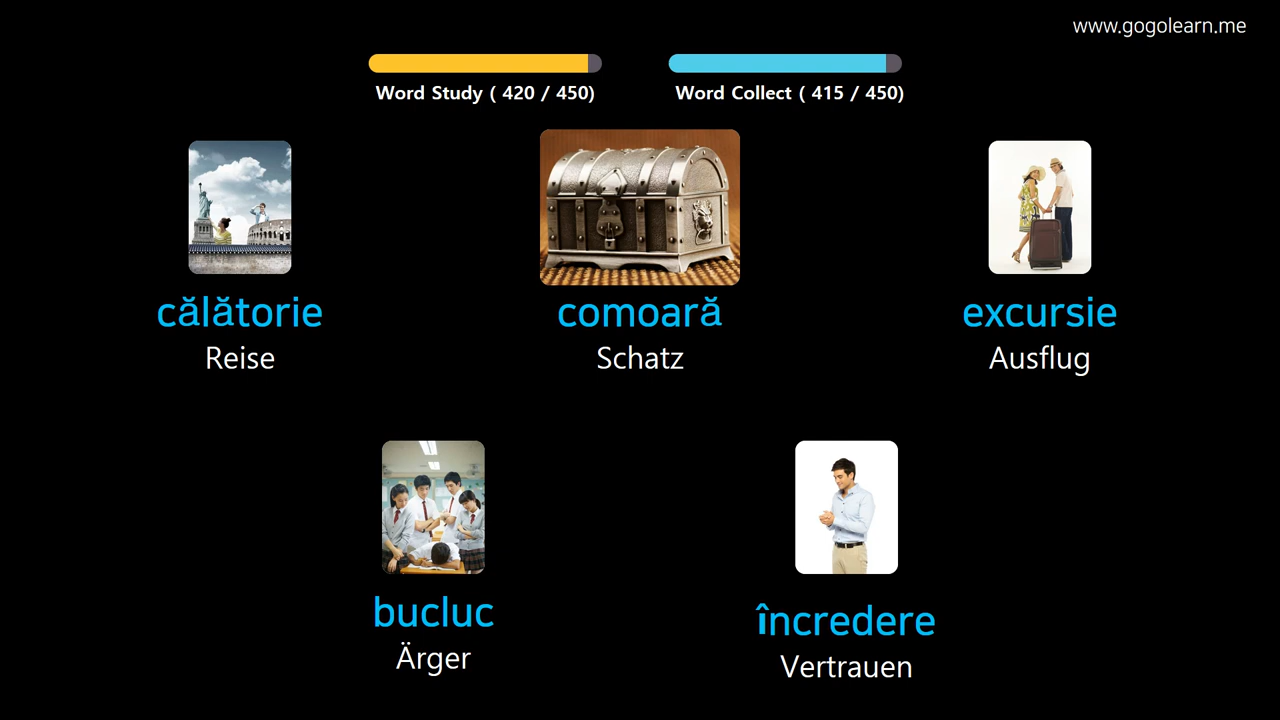 www.gogolearn.me
Word Study ( 420 / 450)
Word Collect ( 415 / 450)
călătorie
Reise
comoară
Schatz
excursie
Ausflug
bucluc
Ärger
încredere
Vertrauen